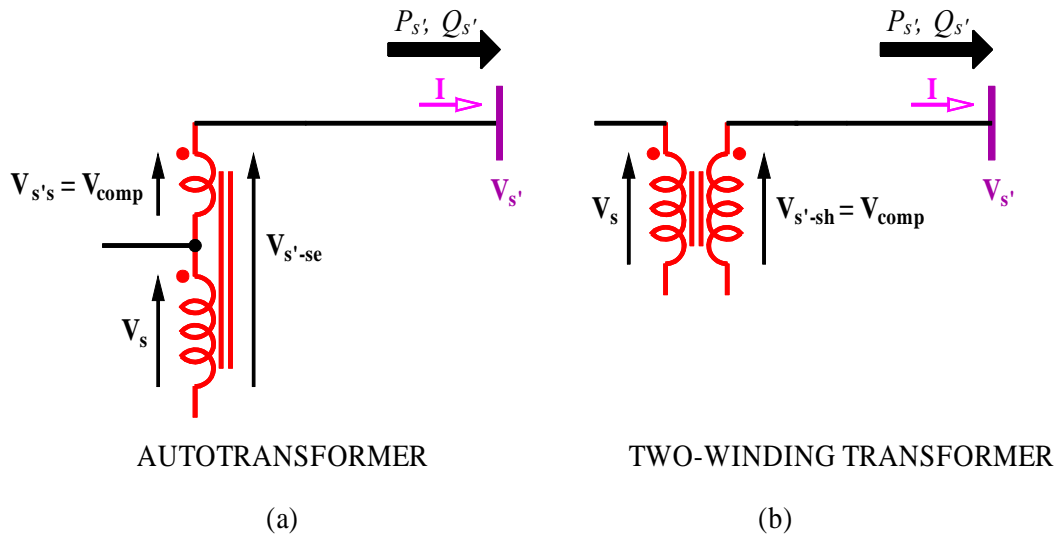 Ps', Qs'
I
Vs's = Vcomp
Vs'-se
Vs
Vs'
AUTOTRANSFORMER
(a)
Ps', Qs'
I
Vs
Vs'-sh = Vcomp
Vs'
TWO-WINDING TRANSFORMER
(b)